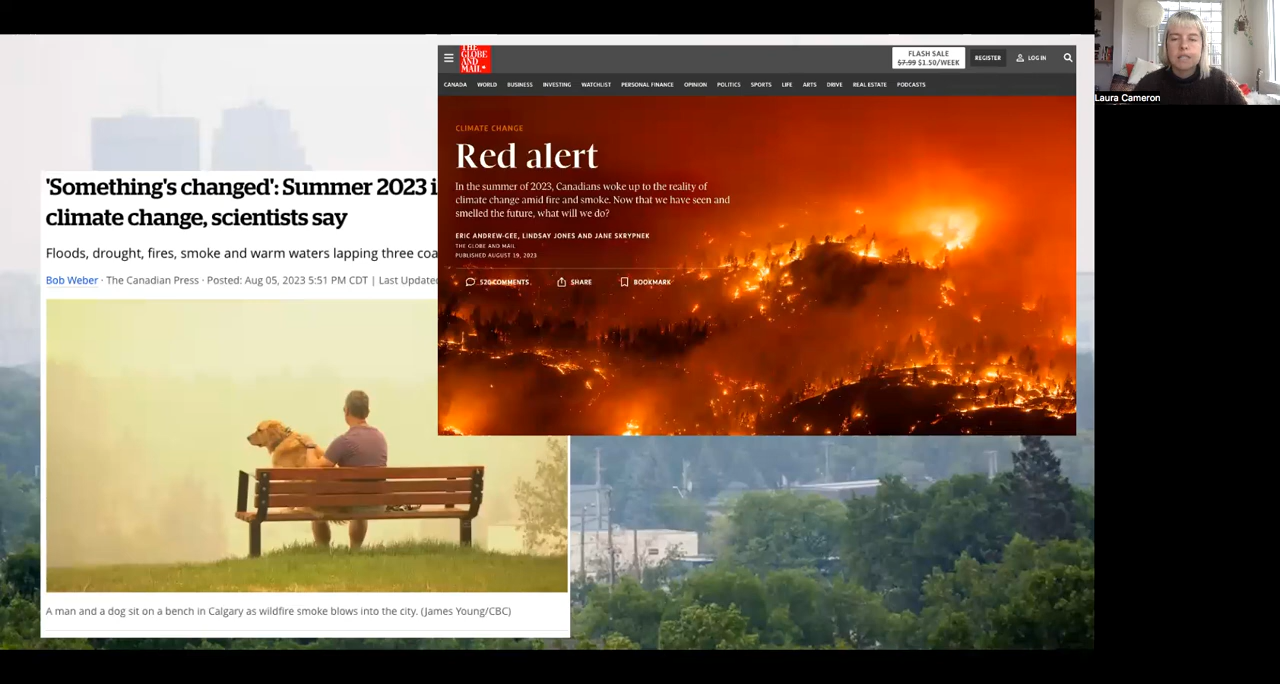 THE
GLOBE
AND
MAIL
FLASH SALE
$7.99 $1.50/WEEK
REGISTER
LOG IN
CANADA WORLD BUSINESS INVESTING WATCHLIST PERSONAL FINANCE OPINION POLITICS SPORTS LIFE ARTS DRIVE REAL ESTATE PODCASTS
CLIMATE CHANGE
Red alert
In the summer of 2023, Canadians woke up to the reality of
climate change amid fire and smoke. Now that we have seen and
smelled the future, what will we do?
ERIC ANDREW-GEE, LINDSAY JONES AND JANE SKRYPNEK
THE GLOBE AND MAIL
PUBLISHED AUGUST 19, 2023
520 COMMENTS SHARE BOOKMARK
'Something's changed': Summer 2023 i
climate change, scientists say
Floods, drought, fires, smoke and warm waters lapping three coa
Bob Weber · The Canadian Press · Posted: Aug 05, 2023 5:51 PM CDT | Last Update
A man and a dog sit on a bench in Calgary as wildfire smoke blows into the city. (James Young/CBC)
Laura Cameron